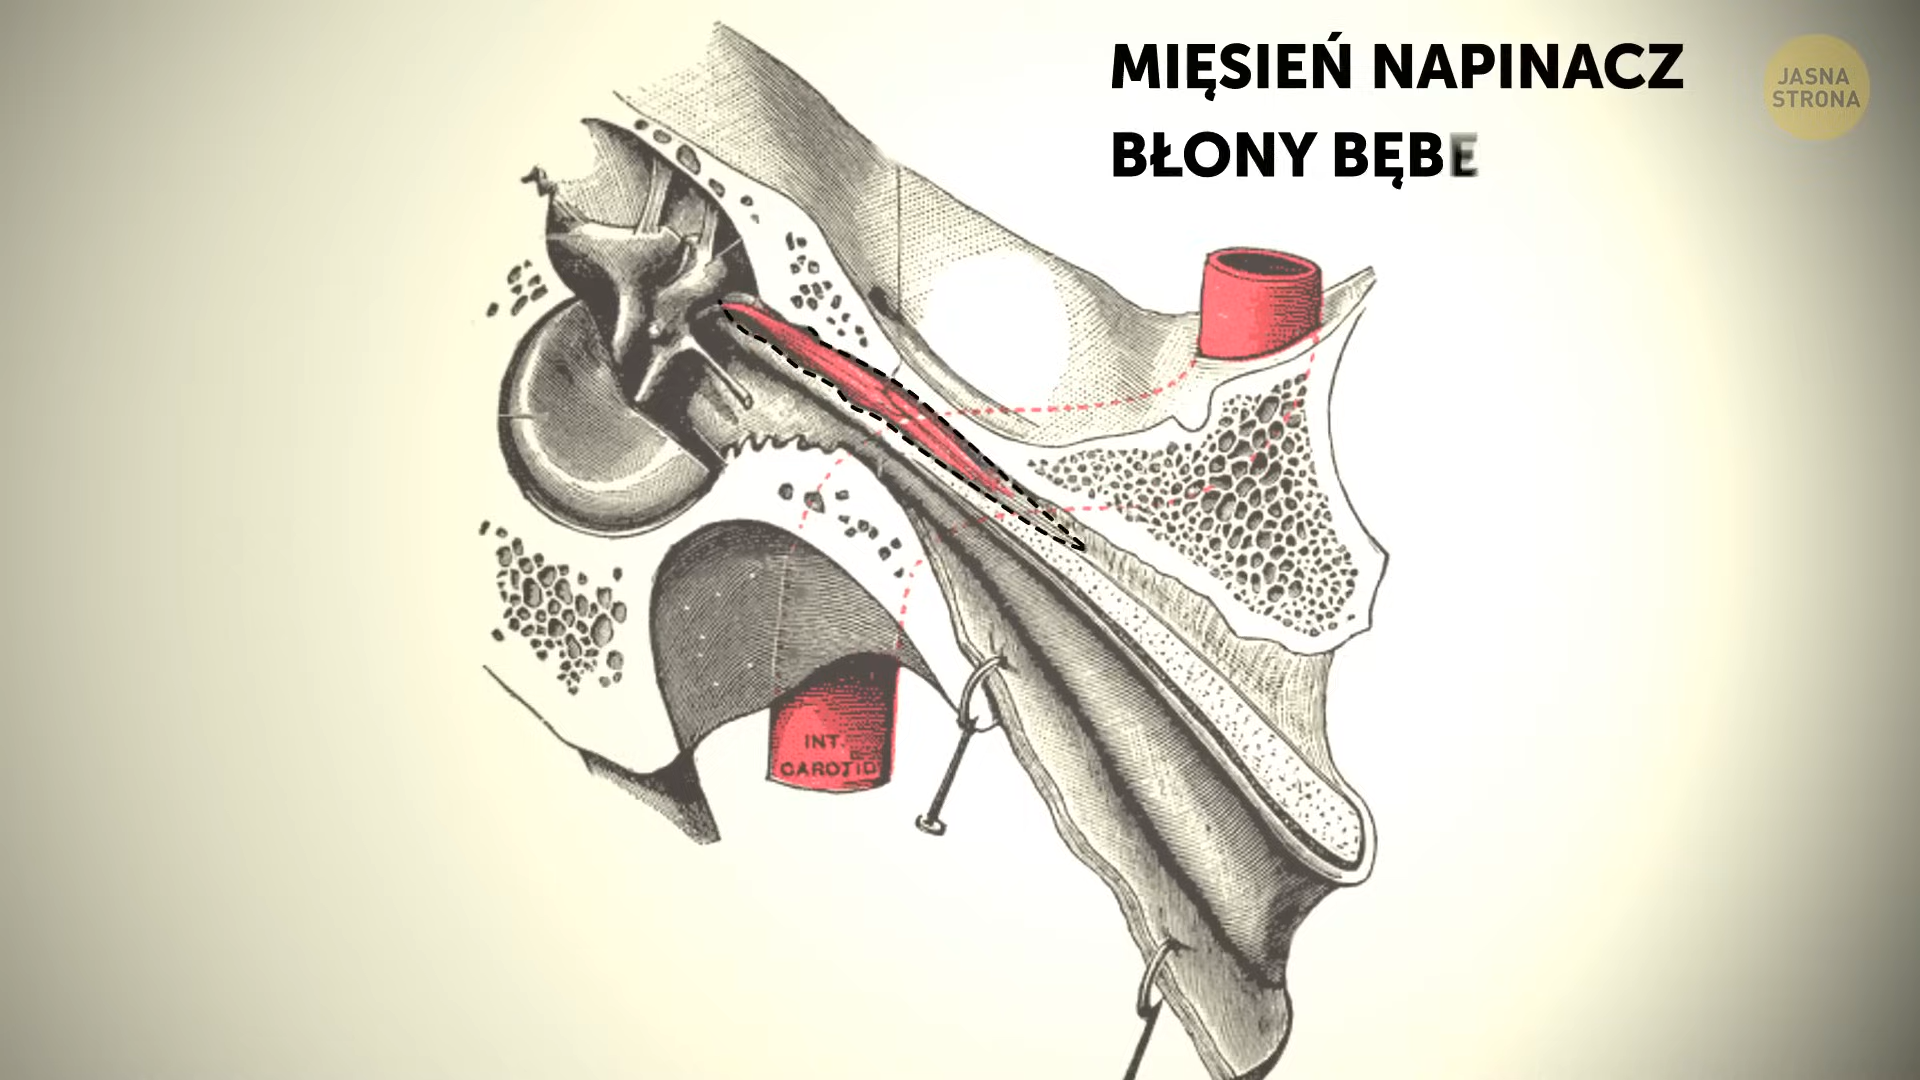 MIĘSIEŃ NAPINACZ
BŁONY BĘBE
JASNA
STRONA
INT.
CAROTID